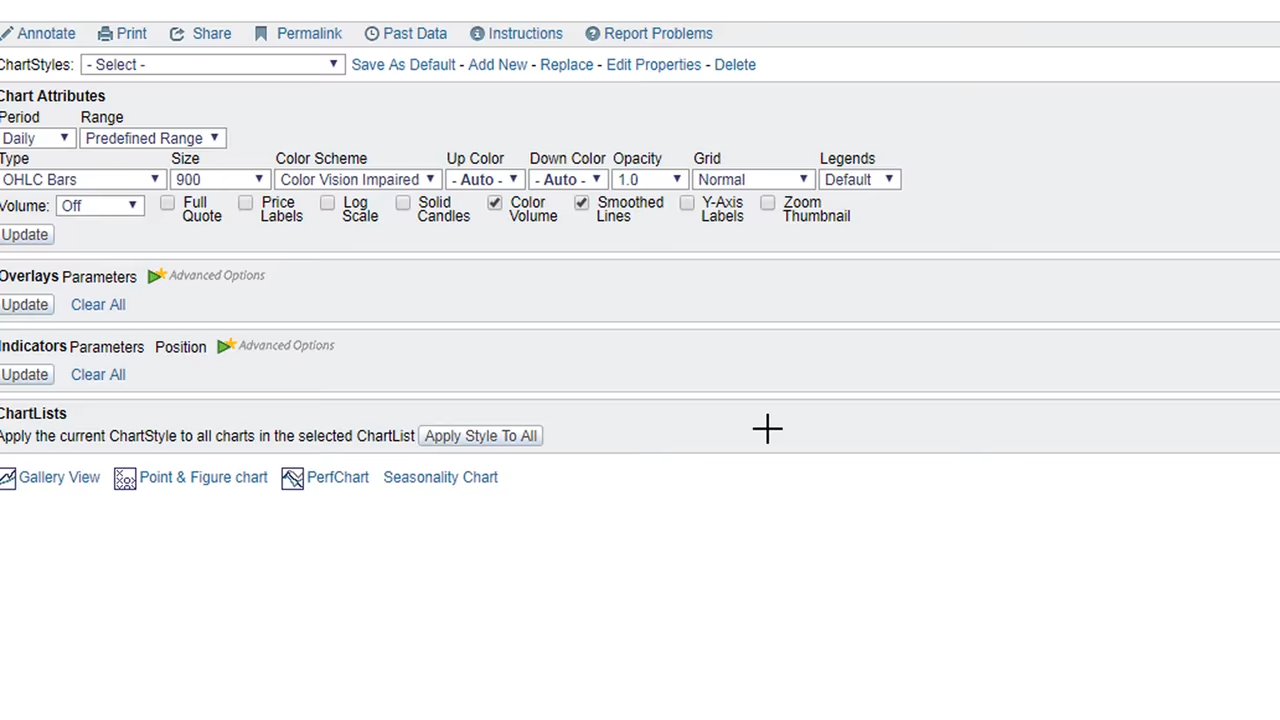 Annotate Print Share Permalink Past Data Instructions Report Problems
ChartStyles: - Select - Save As Default - Add New - Replace - Edit Properties - Delete
Chart Attributes
Period Range
Daily Predefined Range
Type Size Color Scheme Up Color Down Color Opacity Grid Legends
OHLC Bars 900 Color Vision Impaired - Auto - - Auto - 1.0 Normal Default
Volume: Off Full Quote Price Labels Log Scale Solid Candles Color Volume Smoothed Lines Y-Axis Labels Zoom Thumbnail
Update
Overlays Parameters Advanced Options
Update Clear All
Indicators Parameters Position Advanced Options
Update Clear All
ChartLists
Apply the current ChartStyle to all charts in the selected ChartList Apply Style To All
Gallery View Point & Figure chart PerfChart Seasonality Chart